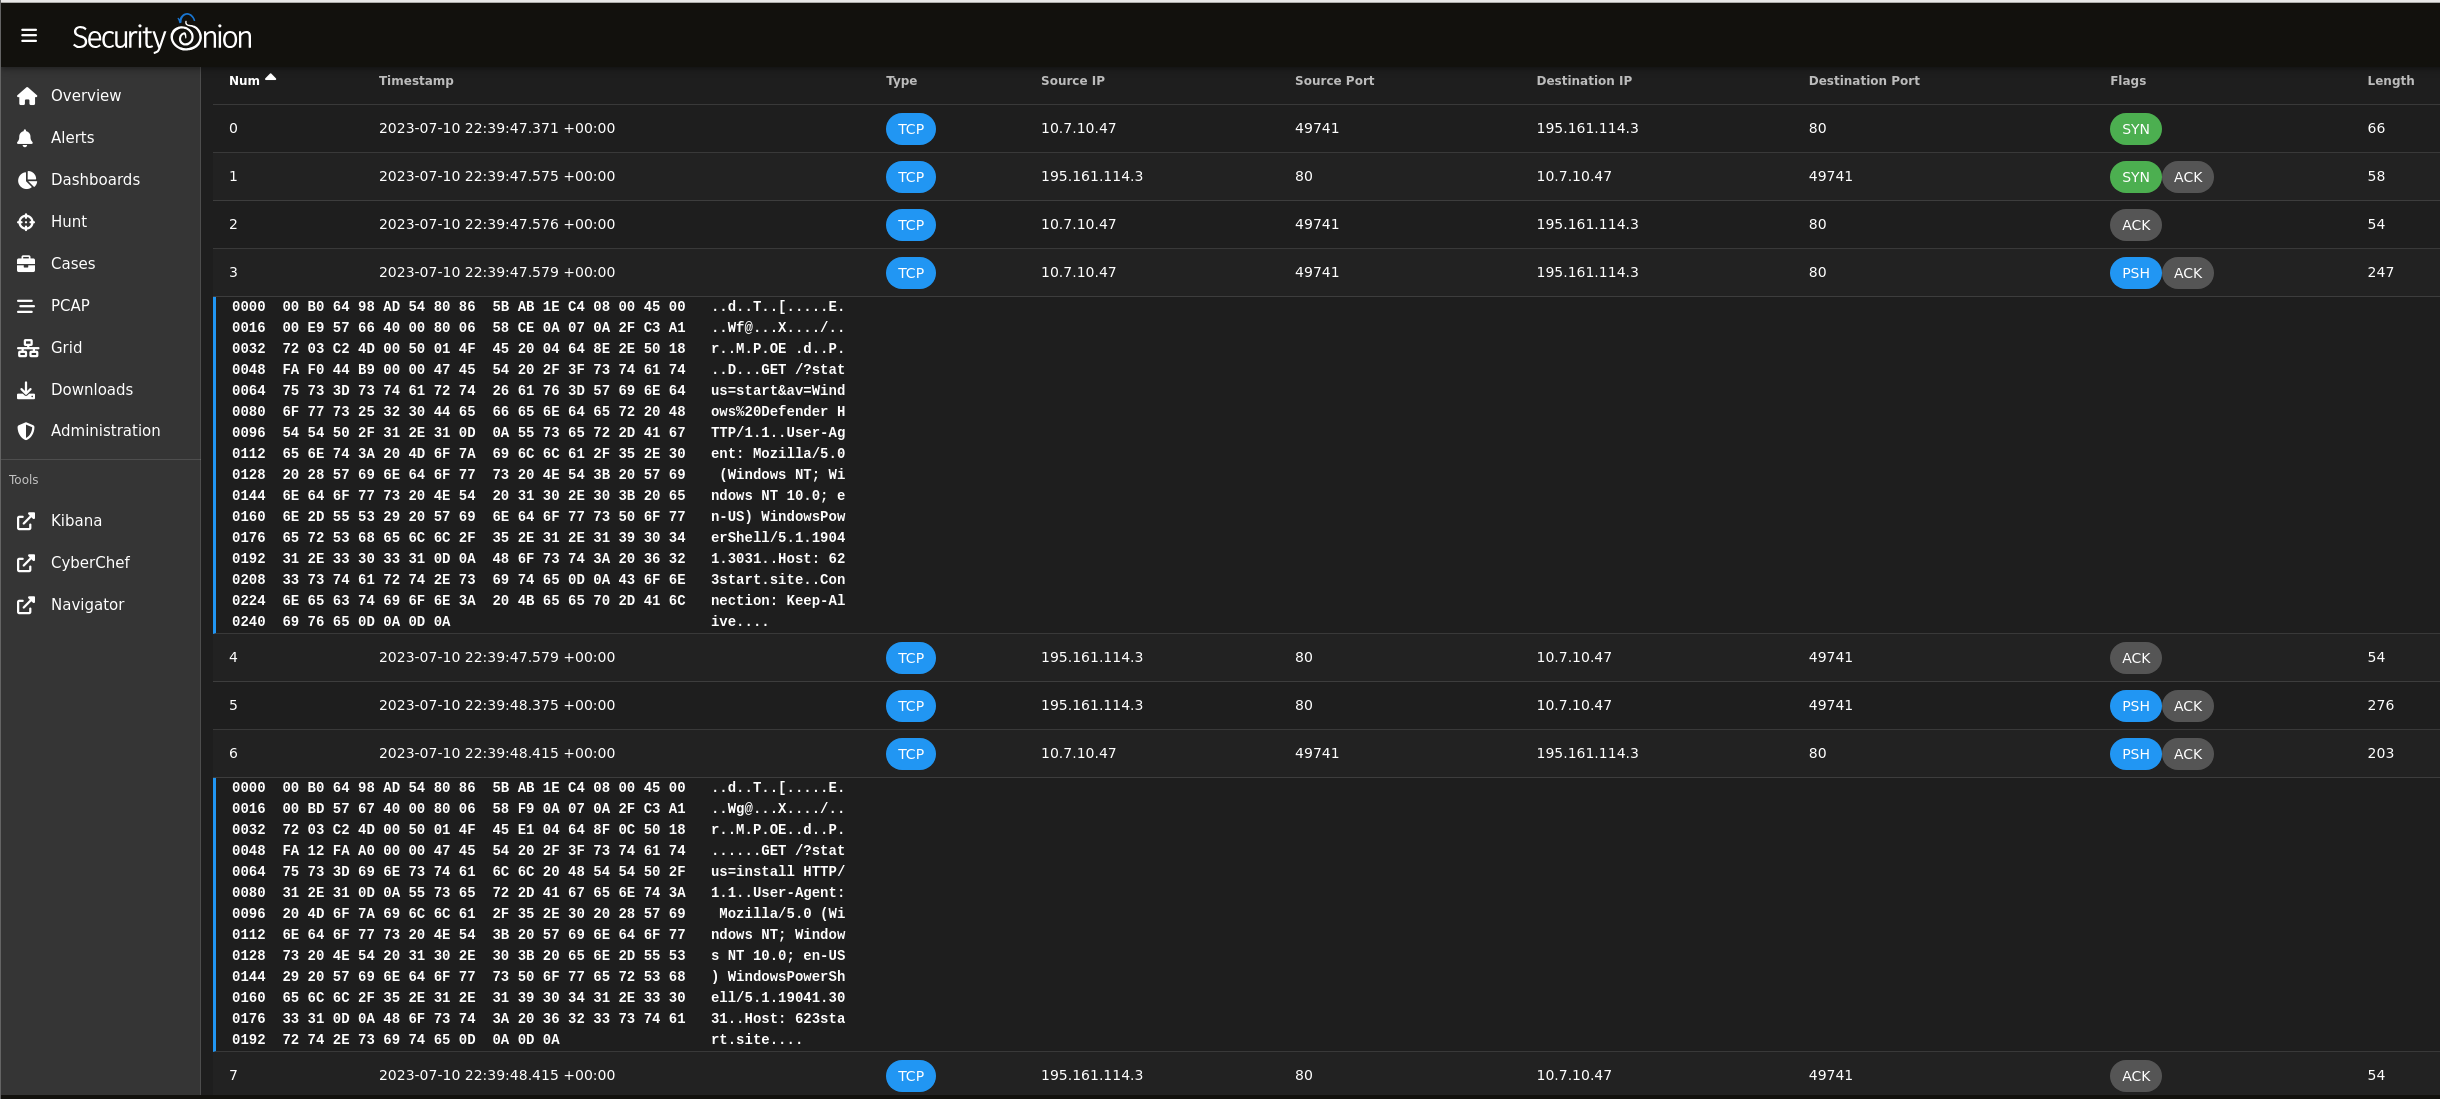 Security Onion
Num Timestamp Type Source IP Source Port Destination IP Destination Port Flags Length
Overview
Alerts
Dashboards
Hunt
Cases
PCAP
Grid
Downloads
Administration
Tools
Kibana
CyberChef
Navigator
0 2023-07-10 22:39:47.371 +00:00 TCP 10.7.10.47 49741 195.161.114.3 80 SYN 66
1 2023-07-10 22:39:47.575 +00:00 TCP 195.161.114.3 80 10.7.10.47 49741 SYN ACK 58
2 2023-07-10 22:39:47.576 +00:00 TCP 10.7.10.47 49741 195.161.114.3 80 ACK 54
3 2023-07-10 22:39:47.579 +00:00 TCP 10.7.10.47 49741 195.161.114.3 80 PSH ACK 247
0000 00 B0 64 98 AD 54 80 86 5B AB 1E C4 08 00 45 00 ..d..T..[.....E.
0016 00 E9 57 66 40 00 80 06 58 CE 0A 07 0A 2F C3 A1 ..Wf@...X..../..
0032 72 03 C2 4D 00 50 01 4F 45 20 04 64 8E 2E 50 18 r..M.P.OE .d..P.
0048 FA F0 44 B9 00 00 47 45 54 20 2F 3F 73 74 61 74 ..D...GET /?stat
0064 75 73 3D 73 74 61 72 74 26 61 76 3D 57 69 6E 64 us=start&av=Wind
0080 6F 77 73 25 32 30 44 65 66 65 6E 64 65 72 20 48 ows%20Defender H
0096 54 54 50 2F 31 2E 31 0D 0A 55 73 65 72 2D 41 67 TTP/1.1..User-Ag
0112 65 6E 74 3A 20 4D 6F 7A 69 6C 6C 61 2F 35 2E 30 ent: Mozilla/5.0
0128 20 28 57 69 6E 64 6F 77 73 20 4E 54 3B 20 57 69 (Windows NT; Wi
0144 6E 64 6F 77 73 20 4E 54 20 31 30 2E 30 3B 20 65 ndows NT 10.0; e
0160 6E 2D 55 53 29 20 57 69 6E 64 6F 77 73 50 6F 77 n-US) WindowsPow
0176 65 72 53 68 65 6C 6C 2F 35 2E 31 2E 31 39 30 34 erShell/5.1.1904
0192 31 2E 33 30 33 31 0D 0A 48 6F 73 74 3A 20 36 32 1.3031..Host: 62
0208 33 73 74 61 72 74 2E 73 69 74 65 0D 0A 43 6F 6E 3start.site..Con
0224 6E 65 63 74 69 6F 6E 3A 20 4B 65 65 70 2D 41 6C nection: Keep-Al
0240 69 76 65 0D 0A 0D 0A ive....
4 2023-07-10 22:39:47.579 +00:00 TCP 195.161.114.3 80 10.7.10.47 49741 ACK 54
5 2023-07-10 22:39:48.375 +00:00 TCP 195.161.114.3 80 10.7.10.47 49741 PSH ACK 276
6 2023-07-10 22:39:48.415 +00:00 TCP 10.7.10.47 49741 195.161.114.3 80 PSH ACK 203
0000 00 B0 64 98 AD 54 80 86 5B AB 1E C4 08 00 45 00 ..d..T..[.....E.
0016 00 BD 57 67 40 00 80 06 58 F9 0A 07 0A 2F C3 A1 ..Wg@...X..../..
0032 72 03 C2 4D 00 50 01 4F 45 E1 04 64 8F 0C 50 18 r..M.P.OE..d..P.
0048 FA 12 FA A0 00 00 47 45 54 20 2F 3F 73 74 61 74 ......GET /?stat
0064 75 73 3D 69 6E 73 74 61 6C 6C 20 48 54 54 50 2F us=install HTTP/
0080 31 2E 31 0D 0A 55 73 65 72 2D 41 67 65 6E 74 3A 1.1..User-Agent:
0096 20 4D 6F 7A 69 6C 6C 61 2F 35 2E 30 20 28 57 69 Mozilla/5.0 (Wi
0112 6E 64 6F 77 73 20 4E 54 3B 20 57 69 6E 64 6F 77 ndows NT; Window
0128 73 20 4E 54 20 31 30 2E 30 3B 20 65 6E 2D 55 53 s NT 10.0; en-US
0144 29 20 57 69 6E 64 6F 77 73 50 6F 77 65 72 53 68 ) WindowsPowerSh
0160 65 6C 6C 2F 35 2E 31 2E 31 39 30 34 31 2E 33 30 ell/5.1.19041.30
0176 33 31 0D 0A 48 6F 73 74 3A 20 36 32 33 73 74 61 31..Host: 623sta
0192 72 74 2E 73 69 74 65 0D 0A 0D 0A rt.site....
7 2023-07-10 22:39:48.415 +00:00 TCP 195.161.114.3 80 10.7.10.47 49741 ACK 54